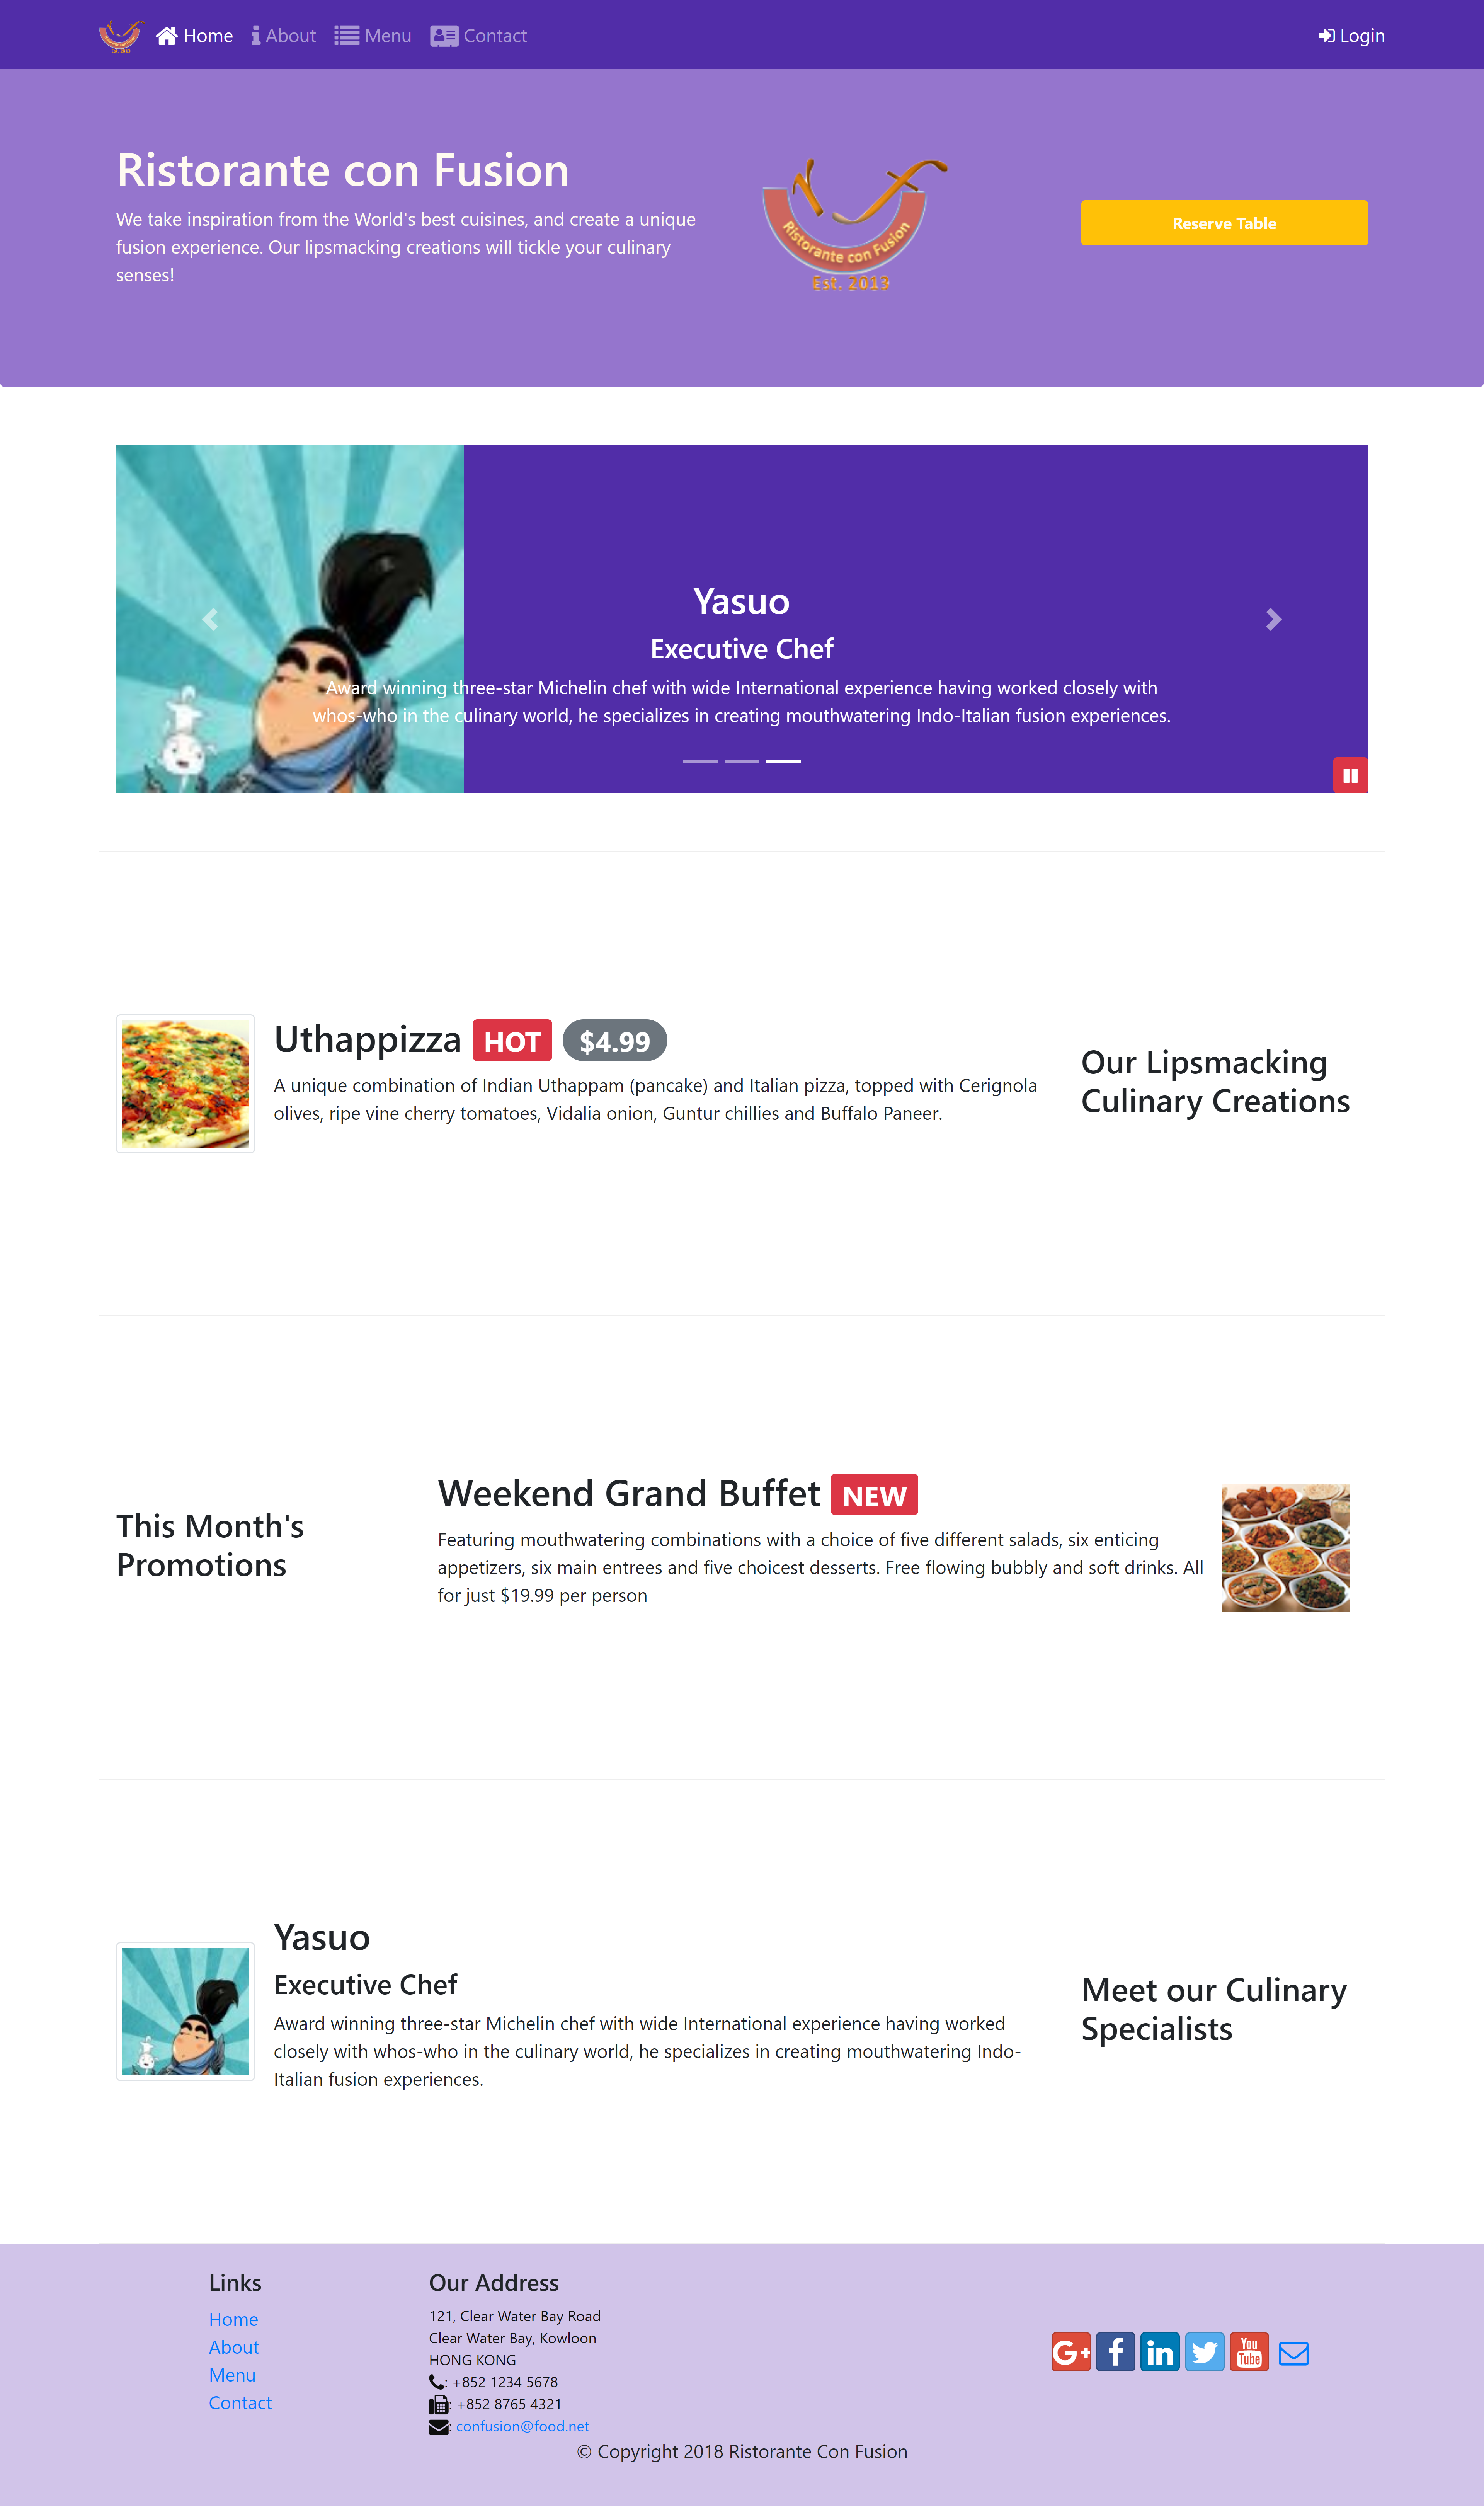 Home About Menu Contact Login
Ristorante con Fusion
We take inspiration from the World's best cuisines, and create a unique
fusion experience. Our lipsmacking creations will tickle your culinary
senses!
Ristorante con Fusion
Est. 2013
Reserve Table
Yasuo
Executive Chef
Award winning three-star Michelin chef with wide International experience having worked closely with
whos-who in the culinary world, he specializes in creating mouthwatering Indo-Italian fusion experiences.
Uthappizza HOT $4.99
A unique combination of Indian Uthappam (pancake) and Italian pizza, topped with Cerignola
olives, ripe vine cherry tomatoes, Vidalia onion, Guntur chillies and Buffalo Paneer.
Our Lipsmacking
Culinary Creations
This Month's
Promotions
Weekend Grand Buffet NEW
Featuring mouthwatering combinations with a choice of five different salads, six enticing
appetizers, six main entrees and five choicest desserts. Free flowing bubbly and soft drinks. All
for just $19.99 per person
Yasuo
Executive Chef
Award winning three-star Michelin chef with wide International experience having worked
closely with whos-who in the culinary world, he specializes in creating mouthwatering Indo-
Italian fusion experiences.
Meet our Culinary
Specialists
Links
Home
About
Menu
Contact
Our Address
121, Clear Water Bay Road
Clear Water Bay, Kowloon
HONG KONG
: +852 1234 5678
: +852 8765 4321
: confusion@food.net
G+ f in You Tube
© Copyright 2018 Ristorante Con Fusion